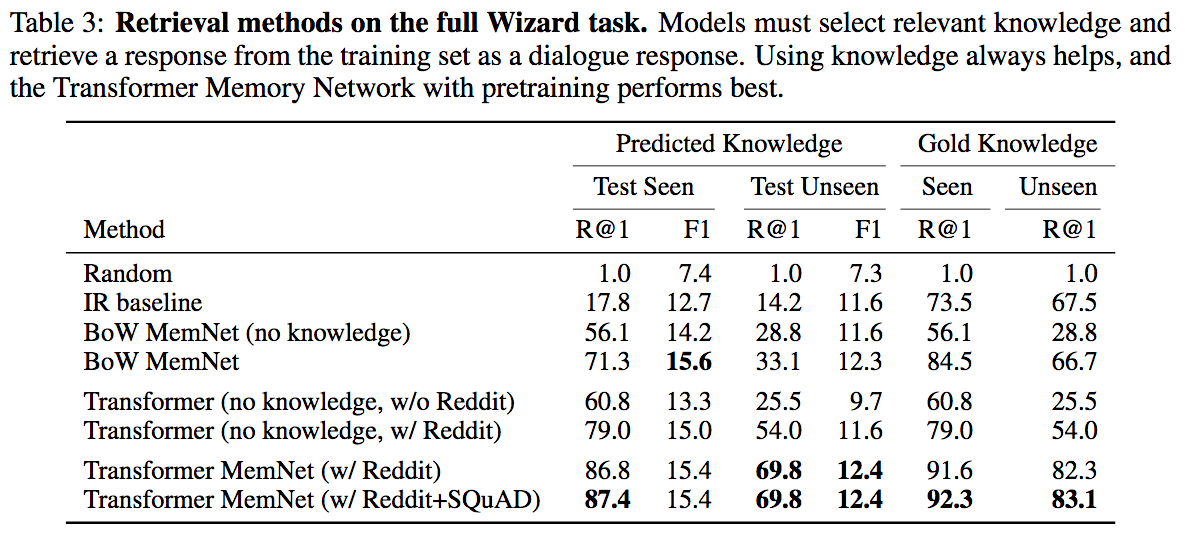 Table 3: Retrieval methods on the full Wizard task. Models must select relevant knowledge and
retrieve a response from the training set as a dialogue response. Using knowledge always helps, and
the Transformer Memory Network with pretraining performs best.
Predicted Knowledge Gold Knowledge
Test Seen Test Unseen Seen Unseen
Method R@1 F1 R@1 F1 R@1 R@1
Random 1.0 7.4 1.0 7.3 1.0 1.0
IR baseline 17.8 12.7 14.2 11.6 73.5 67.5
BoW MemNet (no knowledge) 56.1 14.2 28.8 11.6 56.1 28.8
BoW MemNet 71.3 15.6 33.1 12.3 84.5 66.7
Transformer (no knowledge, w/o Reddit) 60.8 13.3 25.5 9.7 60.8 25.5
Transformer (no knowledge, w/ Reddit) 79.0 15.0 54.0 11.6 79.0 54.0
Transformer MemNet (w/ Reddit) 86.8 15.4 69.8 12.4 91.6 82.3
Transformer MemNet (w/ Reddit+SQuAD) 87.4 15.4 69.8 12.4 92.3 83.1